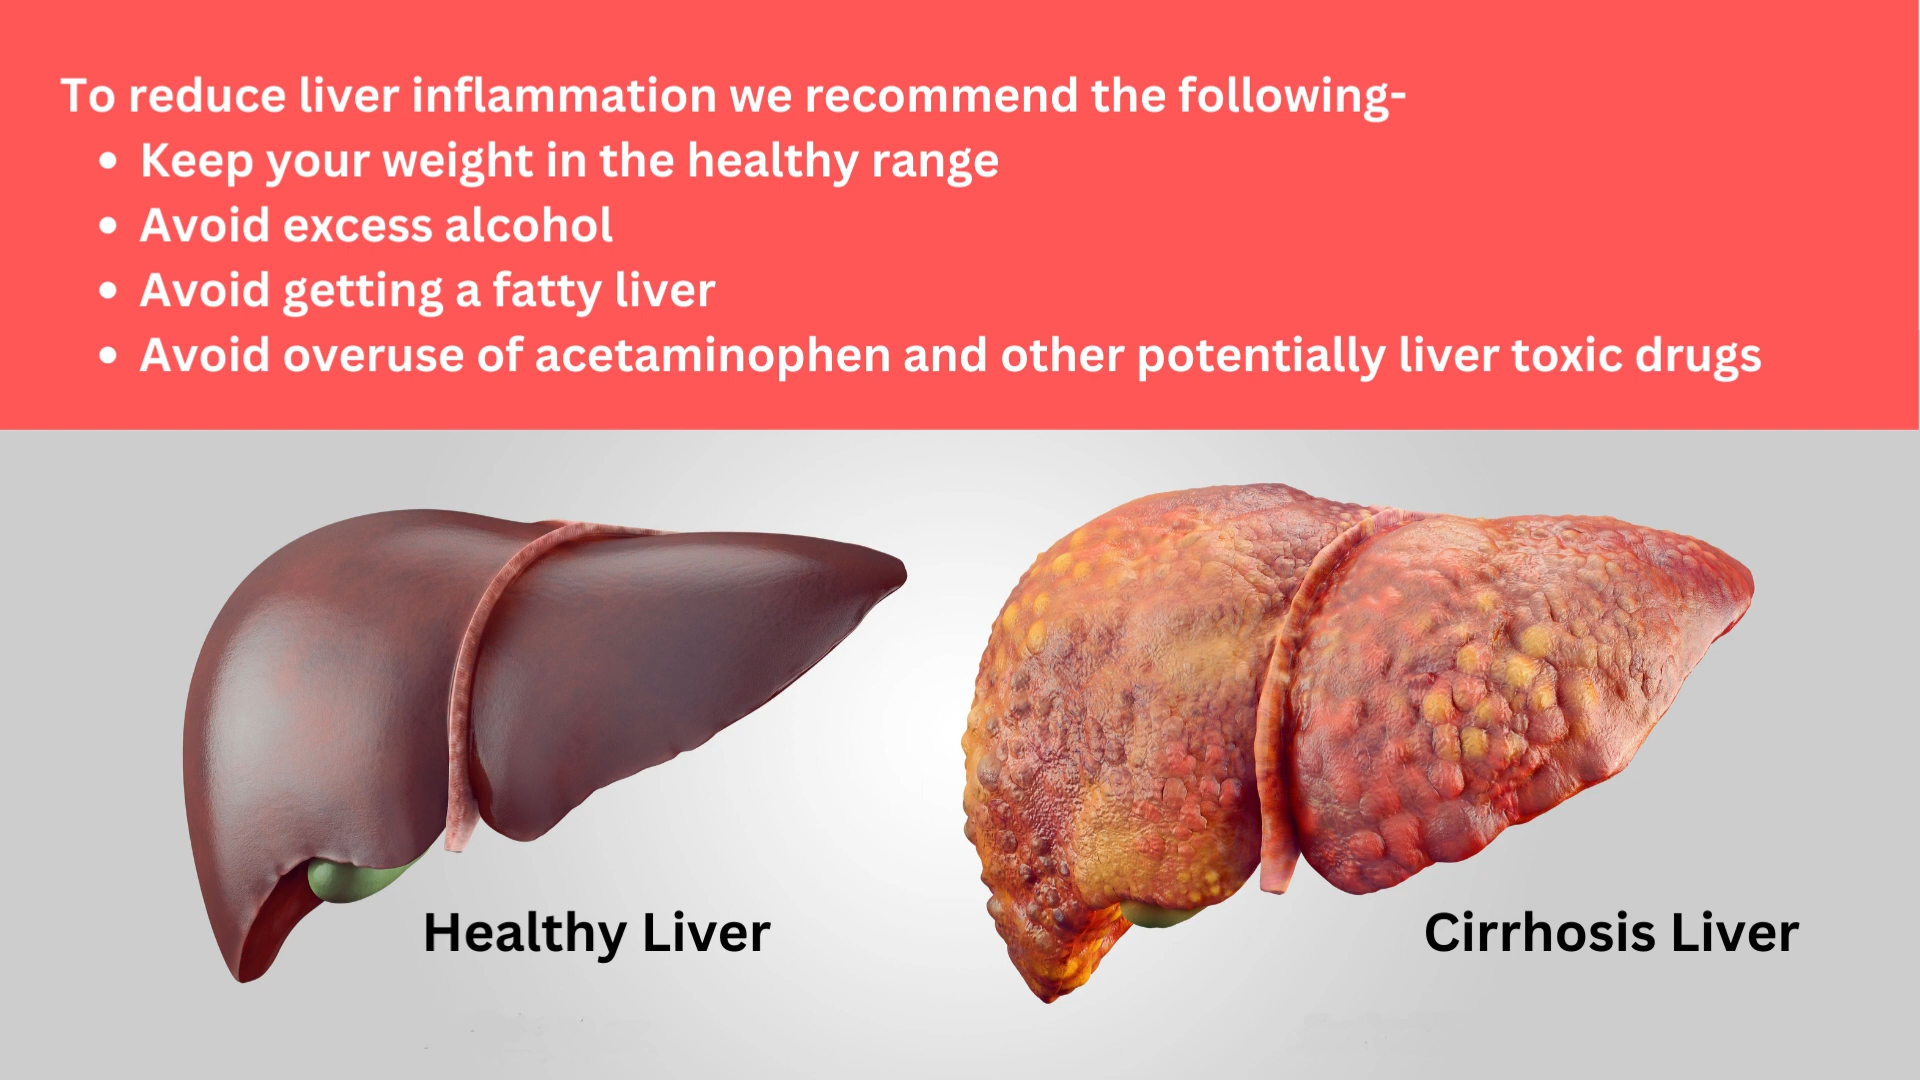 To reduce liver inflammation we recommend the following-
• Keep your weight in the healthy range
• Avoid excess alcohol
• Avoid getting a fatty liver
• Avoid overuse of acetaminophen and other potentially liver toxic drugs
Healthy Liver
Cirrhosis Liver